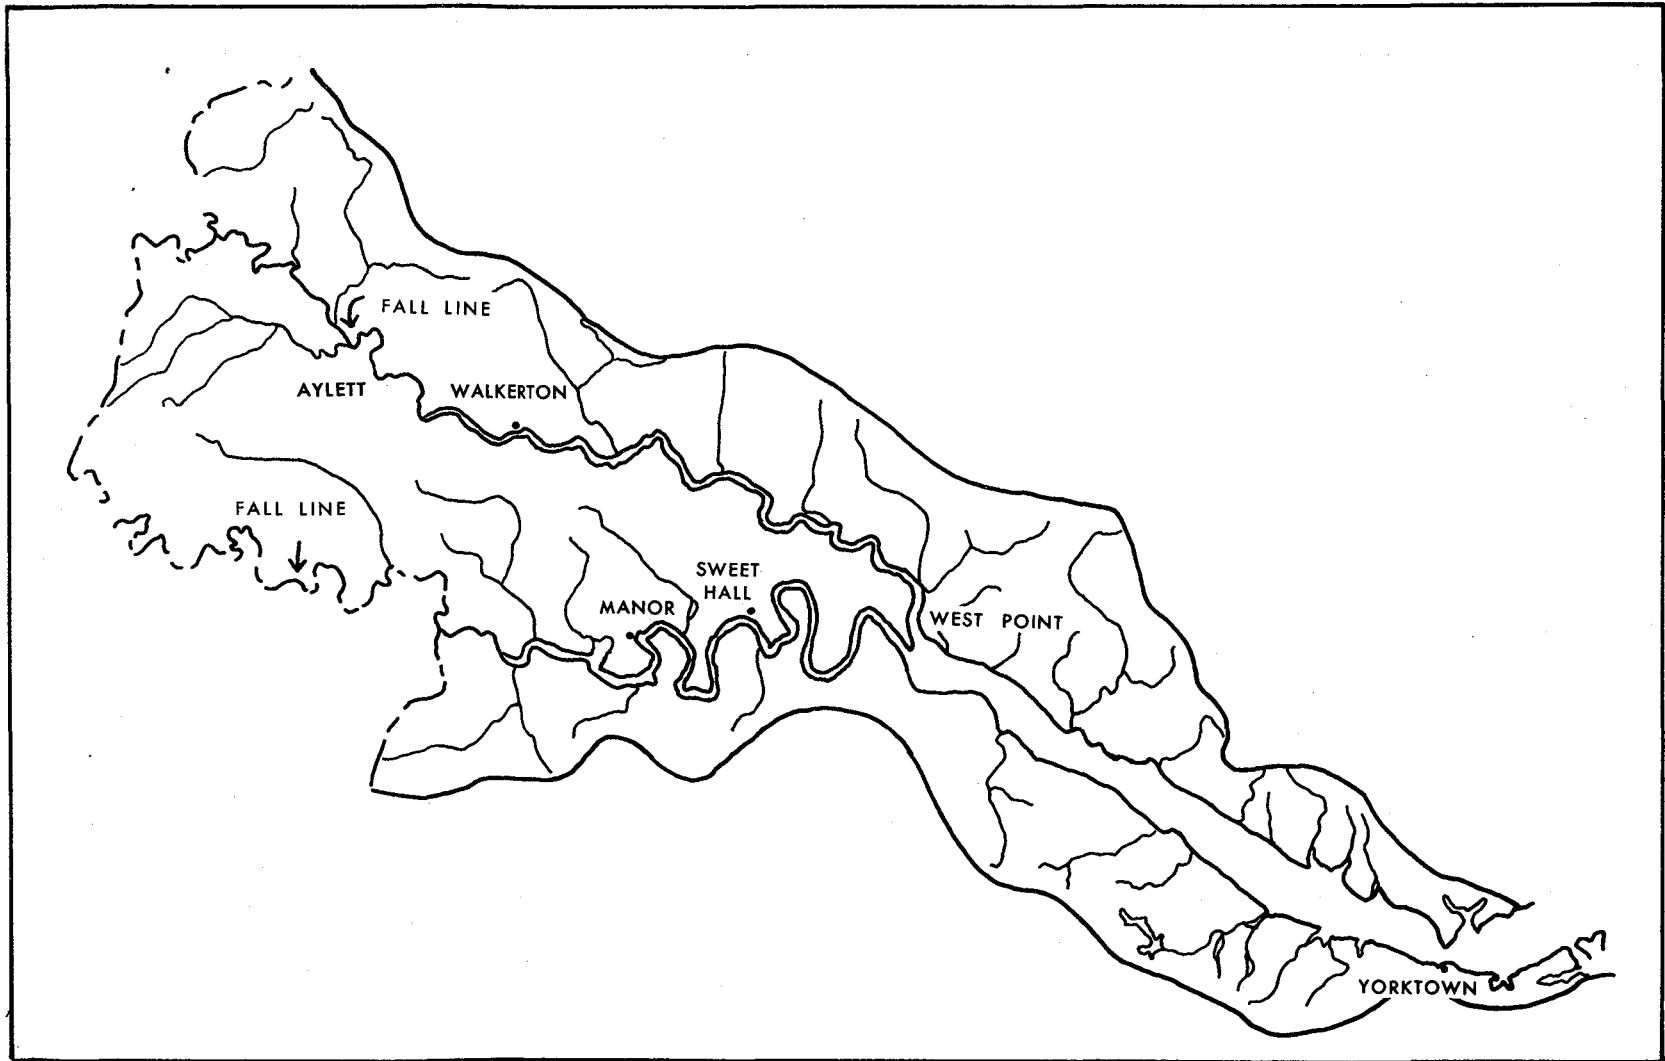 FALL LINE
AYLETT
WALKERTON
FALL LINE
SWEET
HALL
MANOR
WEST POINT
YORKTOWN